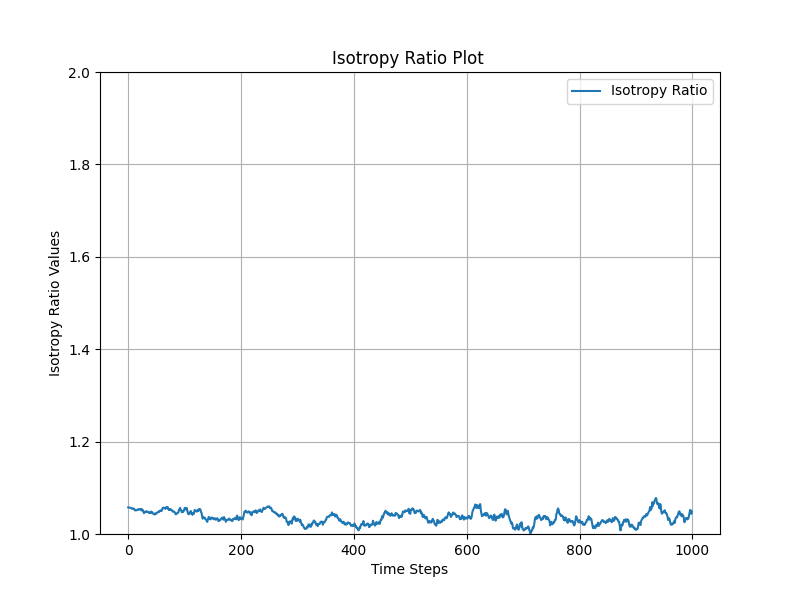 Isotropy Ratio Plot
Isotropy Ratio
Isotropy Ratio Values
2.0
1.8
1.6
1.4
1.2
1.0
0 200 400 600 800 1000
Time Steps